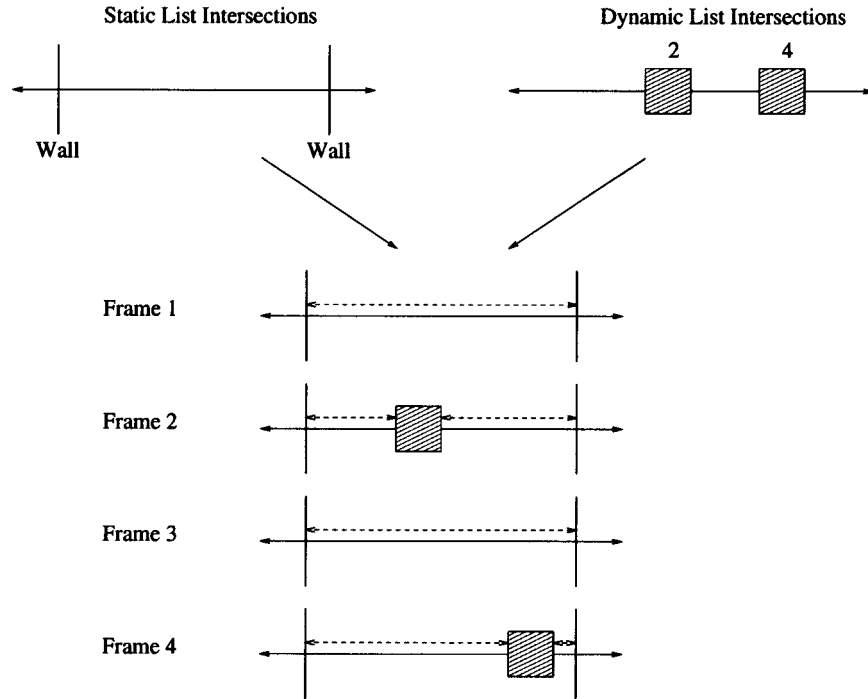 Static List Intersections
Dynamic List Intersections
2 4
Wall Wall
Frame 1
Frame 2
Frame 3
Frame 4